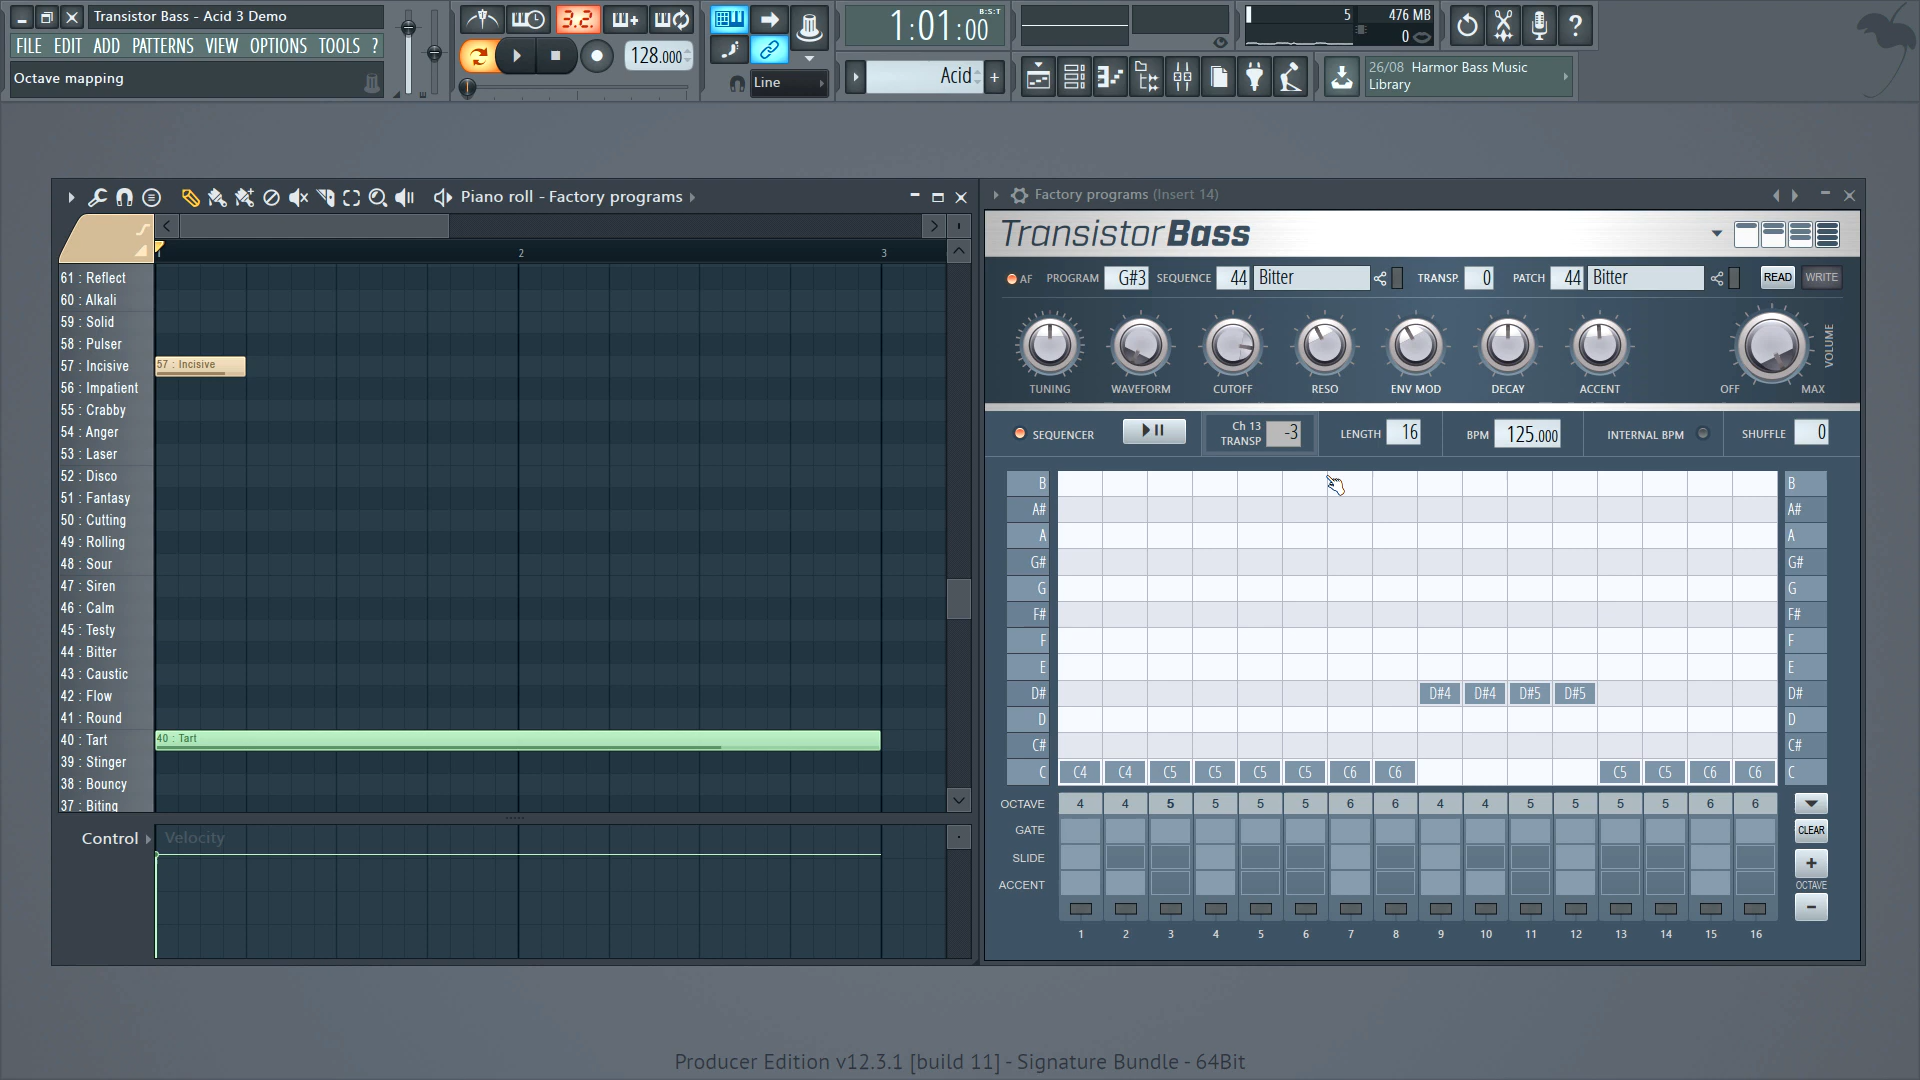 Transistor Bass - Acid 3 Demo
FILE EDIT ADD PATTERNS VIEW OPTIONS TOOLS ?
Octave mapping
3.2.
128.000
Line
1:01:00
B:S:T
Acid
+
5
476 MB
0
?
26/08 Harmor Bass Music
Library
Piano roll - Factory programs
1
2
3
61 : Reflect
60 : Alkali
59 : Solid
58 : Pulser
57 : Incisive
57 : Incisive
56 : Impatient
55 : Crabby
54 : Anger
53 : Laser
52 : Disco
51 : Fantasy
50 : Cutting
49 : Rolling
48 : Sour
47 : Siren
46 : Calm
45 : Testy
44 : Bitter
43 : Caustic
42 : Flow
41 : Round
40 : Tart
40 : Tart
39 : Stinger
38 : Bouncy
37 : Biting
Control
Velocity
Factory programs (Insert 14)
TransistorBass
AF PROGRAM G#3 SEQUENCE 44 Bitter TRANSP. 0 PATCH 44 Bitter READ WRITE
TUNING WAVEFORM CUTOFF RESO ENV MOD DECAY ACCENT OFF MAX
VOLUME
SEQUENCER
Ch 13
TRANSP -3
LENGTH 16 BPM 125.000 INTERNAL BPM SHUFFLE 0
B B
A# A#
A A
G# G#
G G
F# F#
F F
E E
D# D#4 D#4 D#5 D#5 D#
D D
C# C#
C C4 C4 C5 C5 C5 C5 C6 C6 C5 C5 C6 C6 C
OCTAVE 4 4 5 5 5 5 6 6 4 4 5 5 5 5 6 6
GATE CLEAR
SLIDE +
ACCENT OCTAVE
-
1 2 3 4 5 6 7 8 9 10 11 12 13 14 15 16
Producer Edition v12.3.1 [build 11] - Signature Bundle - 64Bit